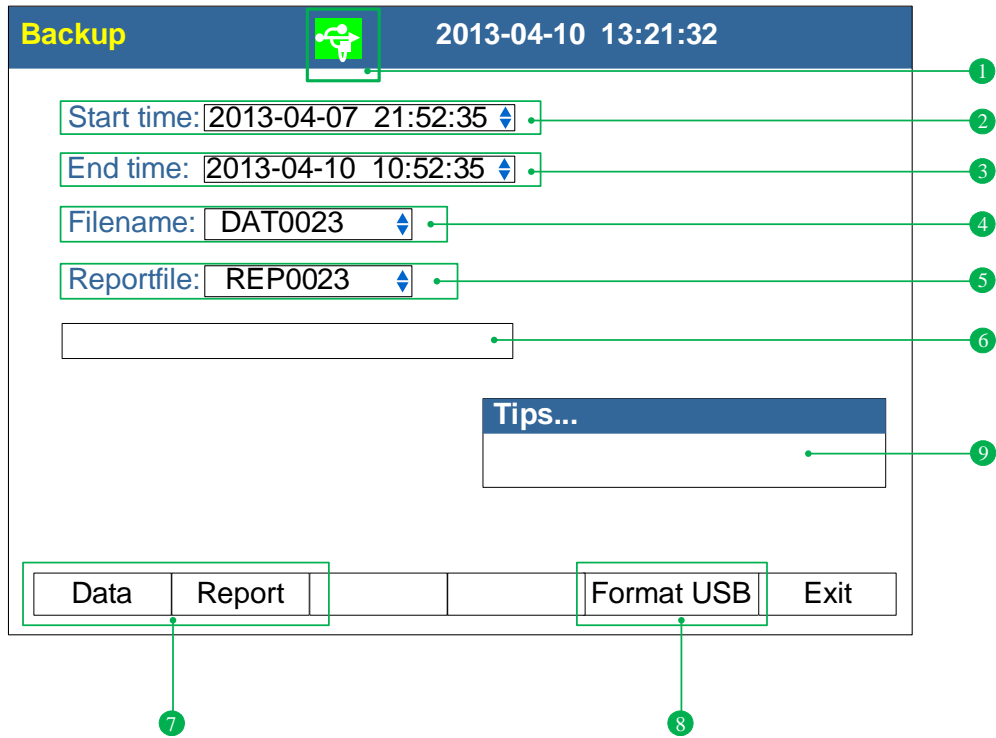 Backup 2013-04-10 13:21:32
1
Start time: 2013-04-07 21:52:35
2
End time: 2013-04-10 10:52:35
3
Filename: DAT0023
4
Reportfile: REP0023
5
6
Tips...
9
Data Report Format USB Exit
7 8